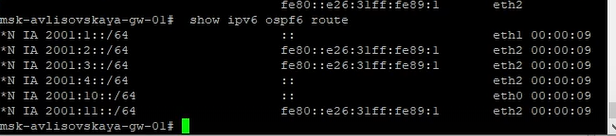 fe80::e26:31ff:fe89:1 eth2
msk-avlisovskaya-gw-01# show ipv6 ospf6 route
*N IA 2001:1::/64 :: eth1 00:00:09
*N IA 2001:2::/64 fe80::e26:31ff:fe89:1 eth2 00:00:09
*N IA 2001:3::/64 fe80::e26:31ff:fe89:1 eth2 00:00:09
*N IA 2001:4::/64 :: eth2 00:00:09
*N IA 2001:10::/64 :: eth0 00:00:09
*N IA 2001:11::/64 fe80::e26:31ff:fe89:1 eth2 00:00:09
msk-avlisovskaya-gw-01#